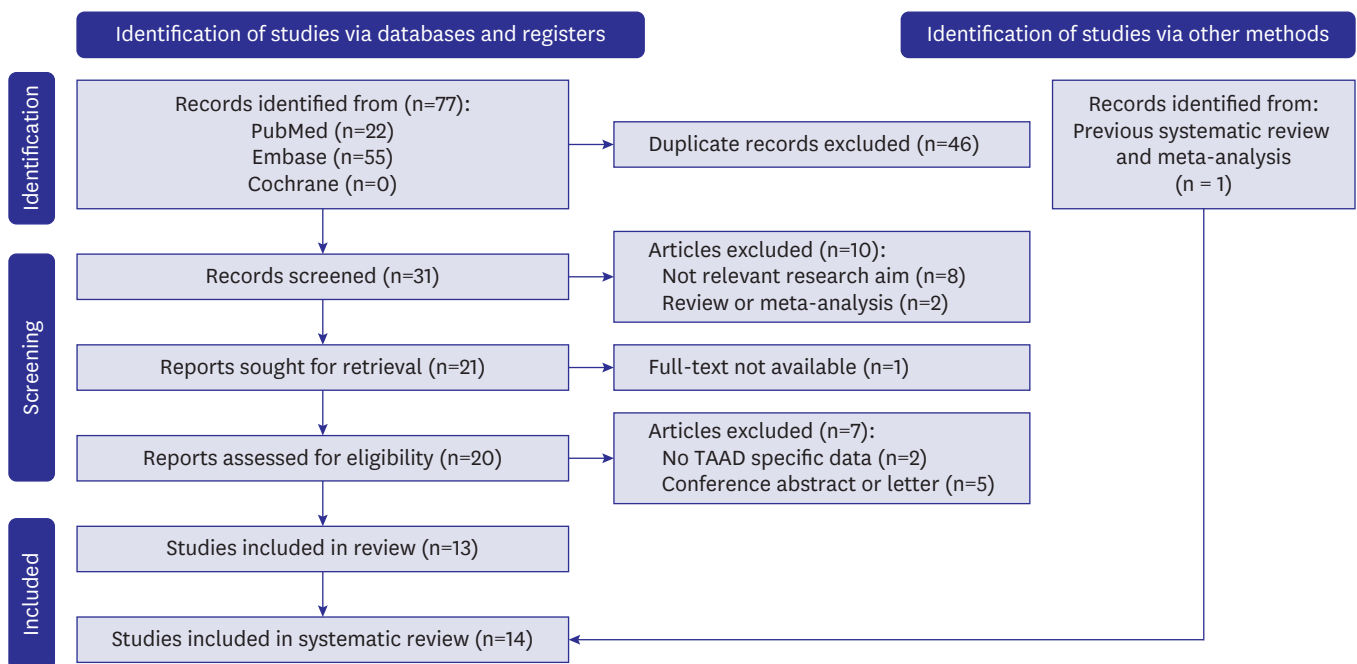 Identification of studies via databases and registers
Identification of studies via other methods
Identification
Records identified from (n=77):
PubMed (n=22)
Embase (n=55)
Cochrane (n=0)
Duplicate records excluded (n=46)
Records identified from:
Previous systematic review
and meta-analysis
(n = 1)
Screening
Records screened (n=31)
Articles excluded (n=10):
Not relevant research aim (n=8)
Review or meta-analysis (n=2)
Reports sought for retrieval (n=21)
Full-text not available (n=1)
Reports assessed for eligibility (n=20)
Articles excluded (n=7):
No TAAD specific data (n=2)
Conference abstract or letter (n=5)
Included
Studies included in review (n=13)
Studies included in systematic review (n=14)